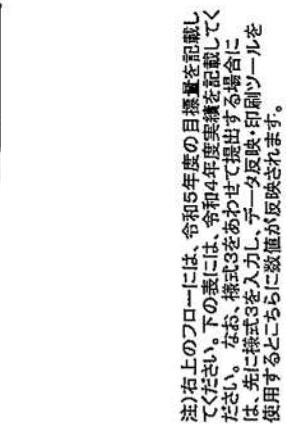 注)右上のフローには、令和5年度の目標量を記載し
てください。下の表には、令和4年度実績を記載してく
ださい。 なお、様式3をあわせて提出する場合に
は、先に様式3を入力し、データ反映・印刷ツールを
使用するとこちらに数値が反映されます。